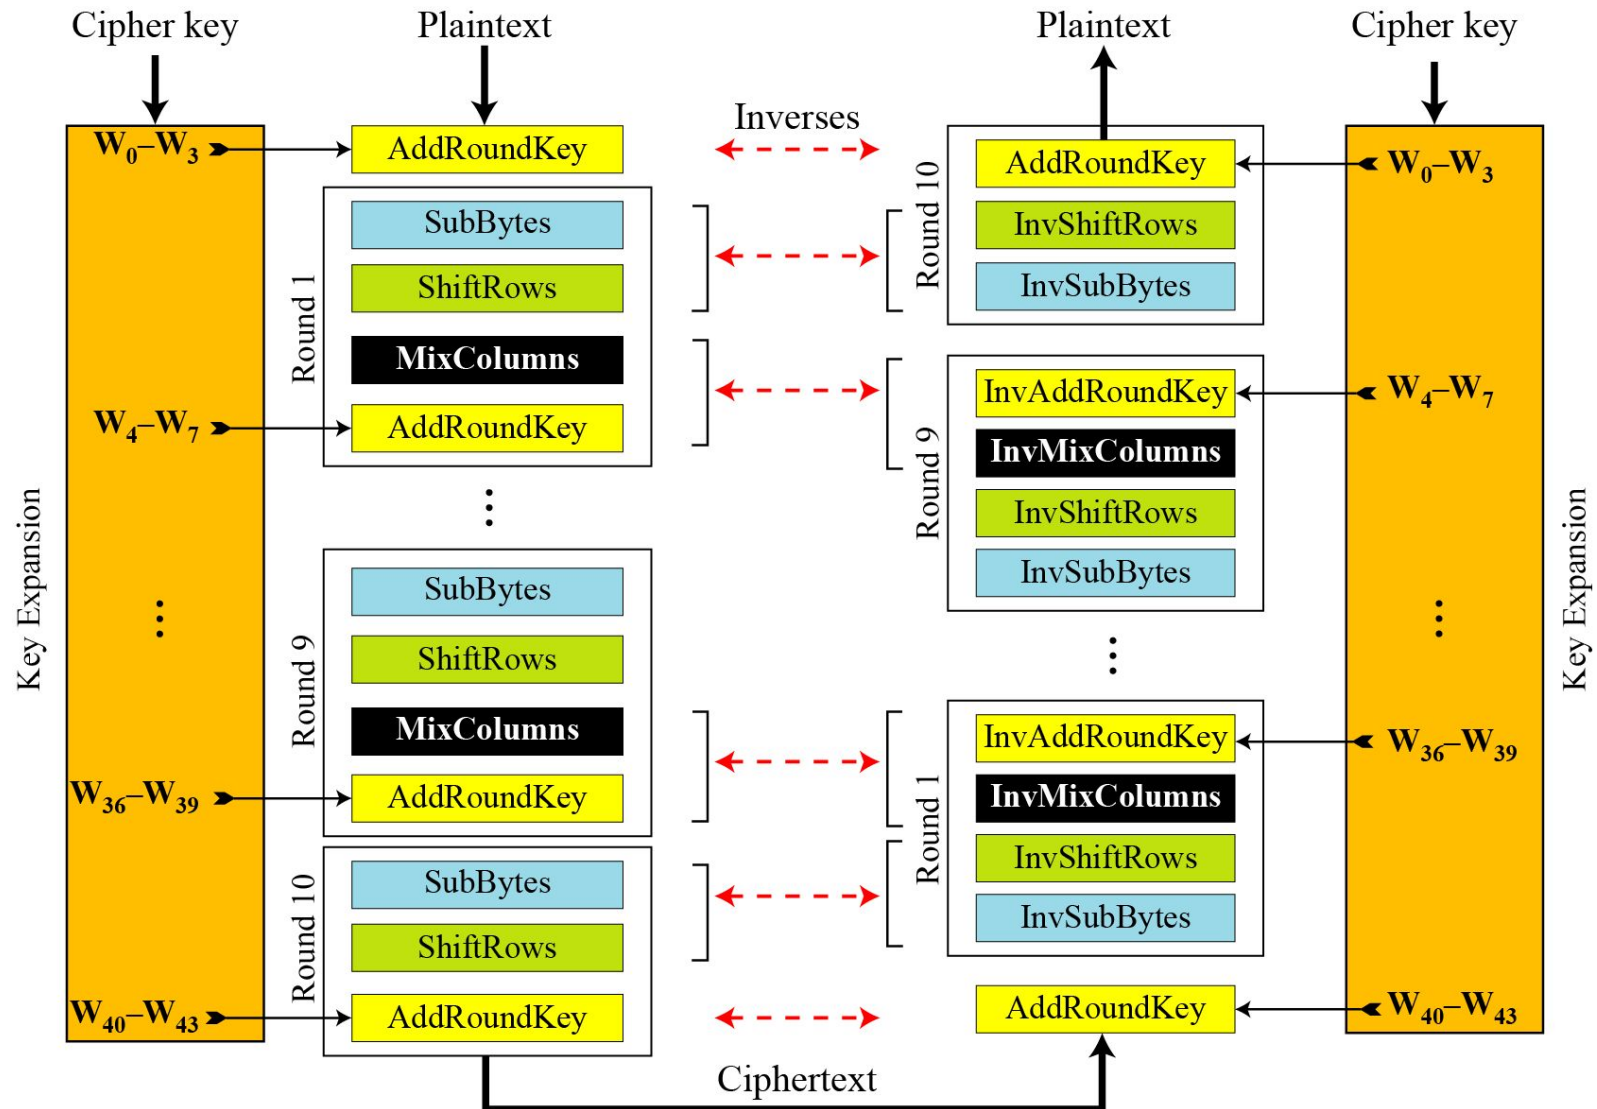 Cipher key
Plaintext
Plaintext
Cipher key
Inverses
W0–W3
AddRoundKey
AddRoundKey
W0–W3
Round 1
SubBytes
ShiftRows
MixColumns
AddRoundKey
W4–W7
Round 10
InvShiftRows
InvSubBytes
Round 9
InvAddRoundKey
W4–W7
InvMixColumns
InvShiftRows
InvSubBytes
Key Expansion
...
...
Round 9
SubBytes
ShiftRows
MixColumns
AddRoundKey
W36–W39
...
...
Key Expansion
Round 1
InvAddRoundKey
W36–W39
InvMixColumns
InvShiftRows
InvSubBytes
Round 10
SubBytes
ShiftRows
AddRoundKey
W40–W43
AddRoundKey
W40–W43
Ciphertext